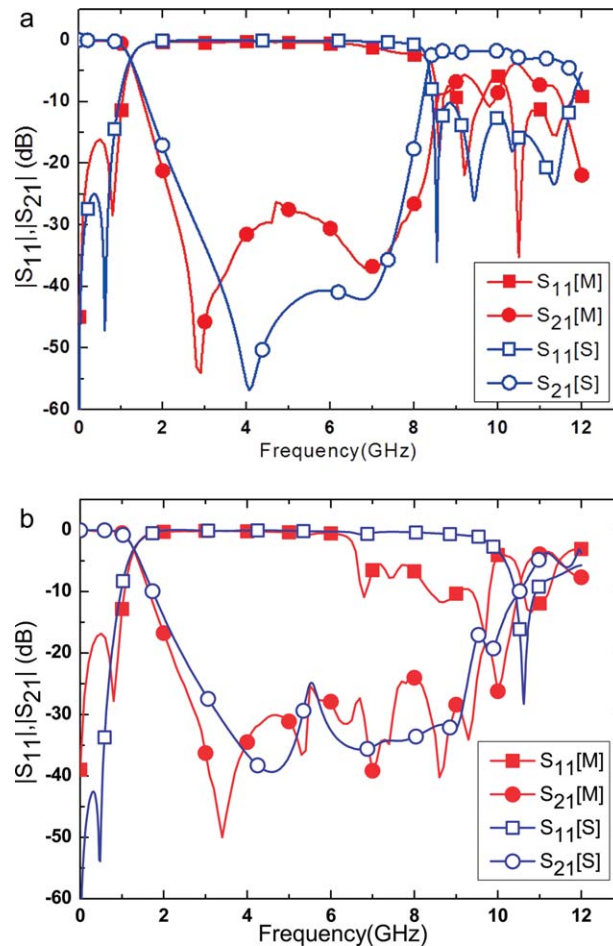 a
0
-10
-20
-30
-40
-50
-60
|S11|,|S21| (dB)
S11[M]
S21[M]
S11[S]
S21[S]
0 2 4 6 8 10 12
Frequency(GHz)
b
0
-10
-20
-30
-40
-50
-60
|S11|,|S21| (dB)
S11[M]
S21[M]
S11[S]
S21[S]
0 2 4 6 8 10 12
Frequency(GHz)